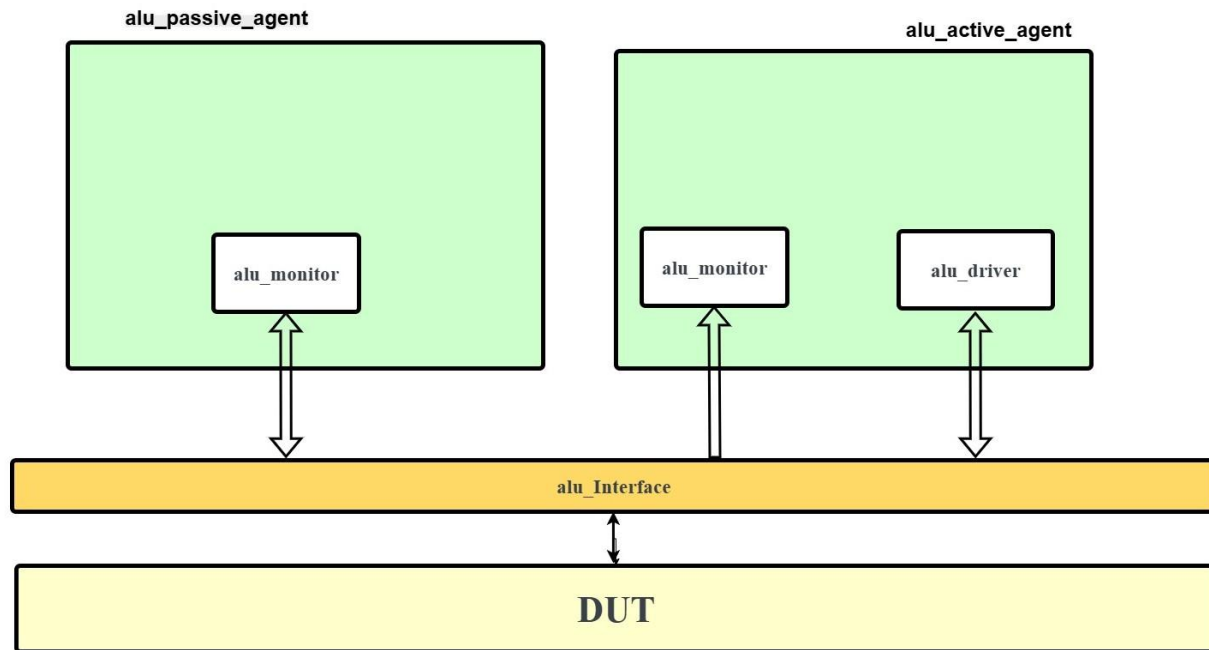 alu_passive_agent
alu_active_agent
alu_monitor
alu_monitor
alu_driver
alu_Interface
DUT